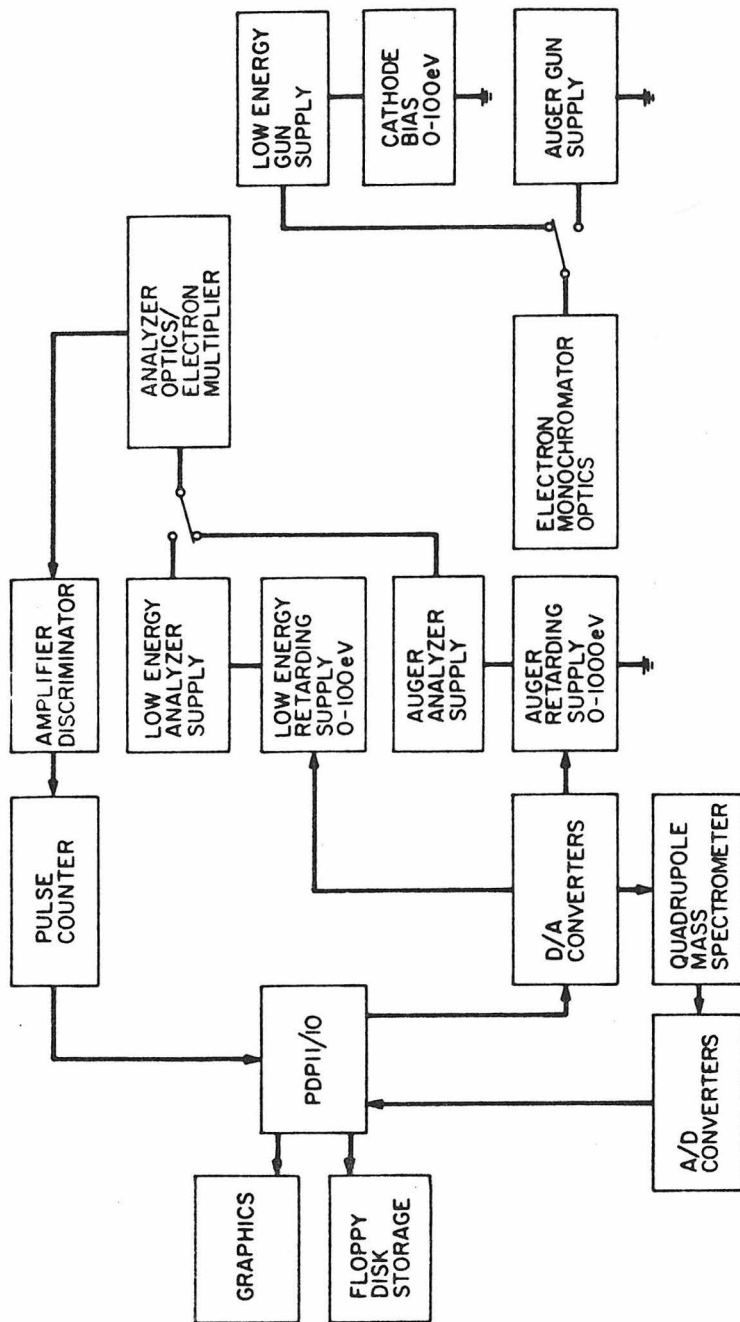 GRAPHICS
FLOPPY
DISK
STORAGE
PDP11/10
A/D
CONVERTERS
PULSE
COUNTER
D/A
CONVERTERS
QUADRUPOLE
MASS
SPECTROMETER
AMPLIFIER
DISCRIMINATOR
LOW ENERGY
ANALYZER
SUPPLY
LOW ENERGY
RETARDING
SUPPLY
0-100eV
AUGER
ANALYZER
SUPPLY
AUGER
RETARDING
SUPPLY
0-1000eV
ANALYZER
OPTICS/
ELECTRON
MULTIPLIER
ELECTRON
MONOCHROMATOR
OPTICS
LOW ENERGY
GUN
SUPPLY
CATHODE
BIAS
0-100eV
AUGER GUN
SUPPLY